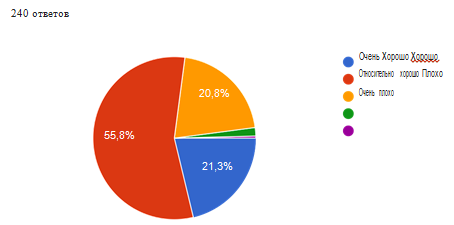 240 ответов
Очень Хорошо Хорошо
Относительно хорошо Плохо
Очень плохо
20,8%
55,8%
21,3%